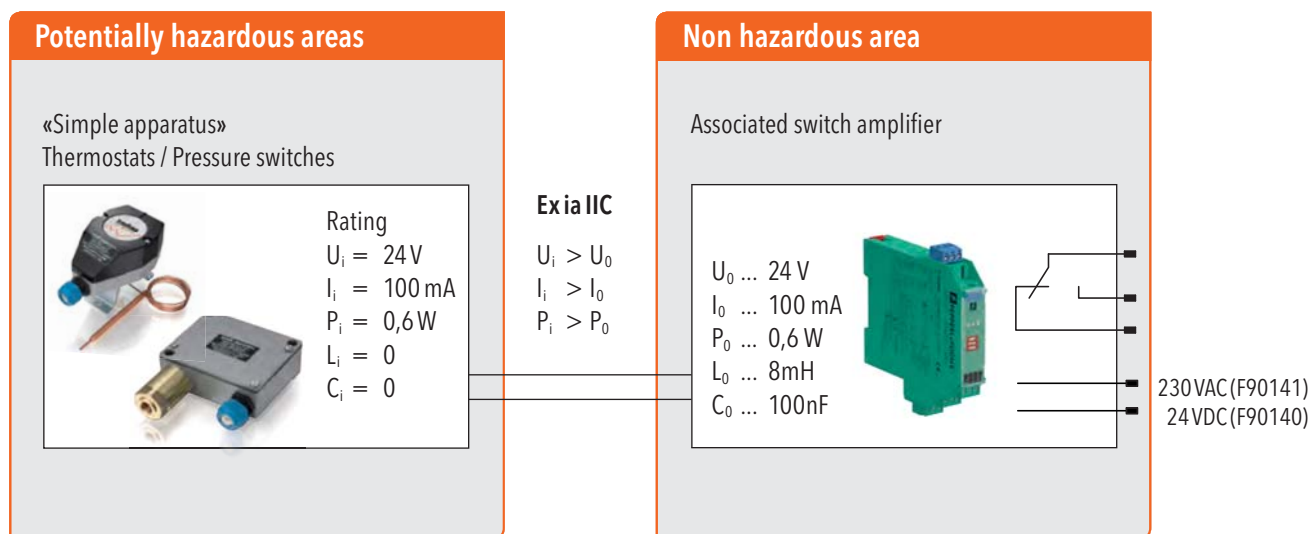 Potentially hazardous areas
«Simple apparatus»
Thermostats / Pressure switches
Rating
Uᵢ = 24 V
Iᵢ = 100 mA
Pᵢ = 0,6 W
Lᵢ = 0
Cᵢ = 0
Ex ia IIC
Uᵢ > U₀
Iᵢ > I₀
Pᵢ > P₀
Non hazardous area
Associated switch amplifier
U₀ ... 24 V
I₀ ... 100 mA
P₀ ... 0,6 W
L₀ ... 8mH
C₀ ... 100nF
230 VAC (F90141)
24 VDC (F90140)